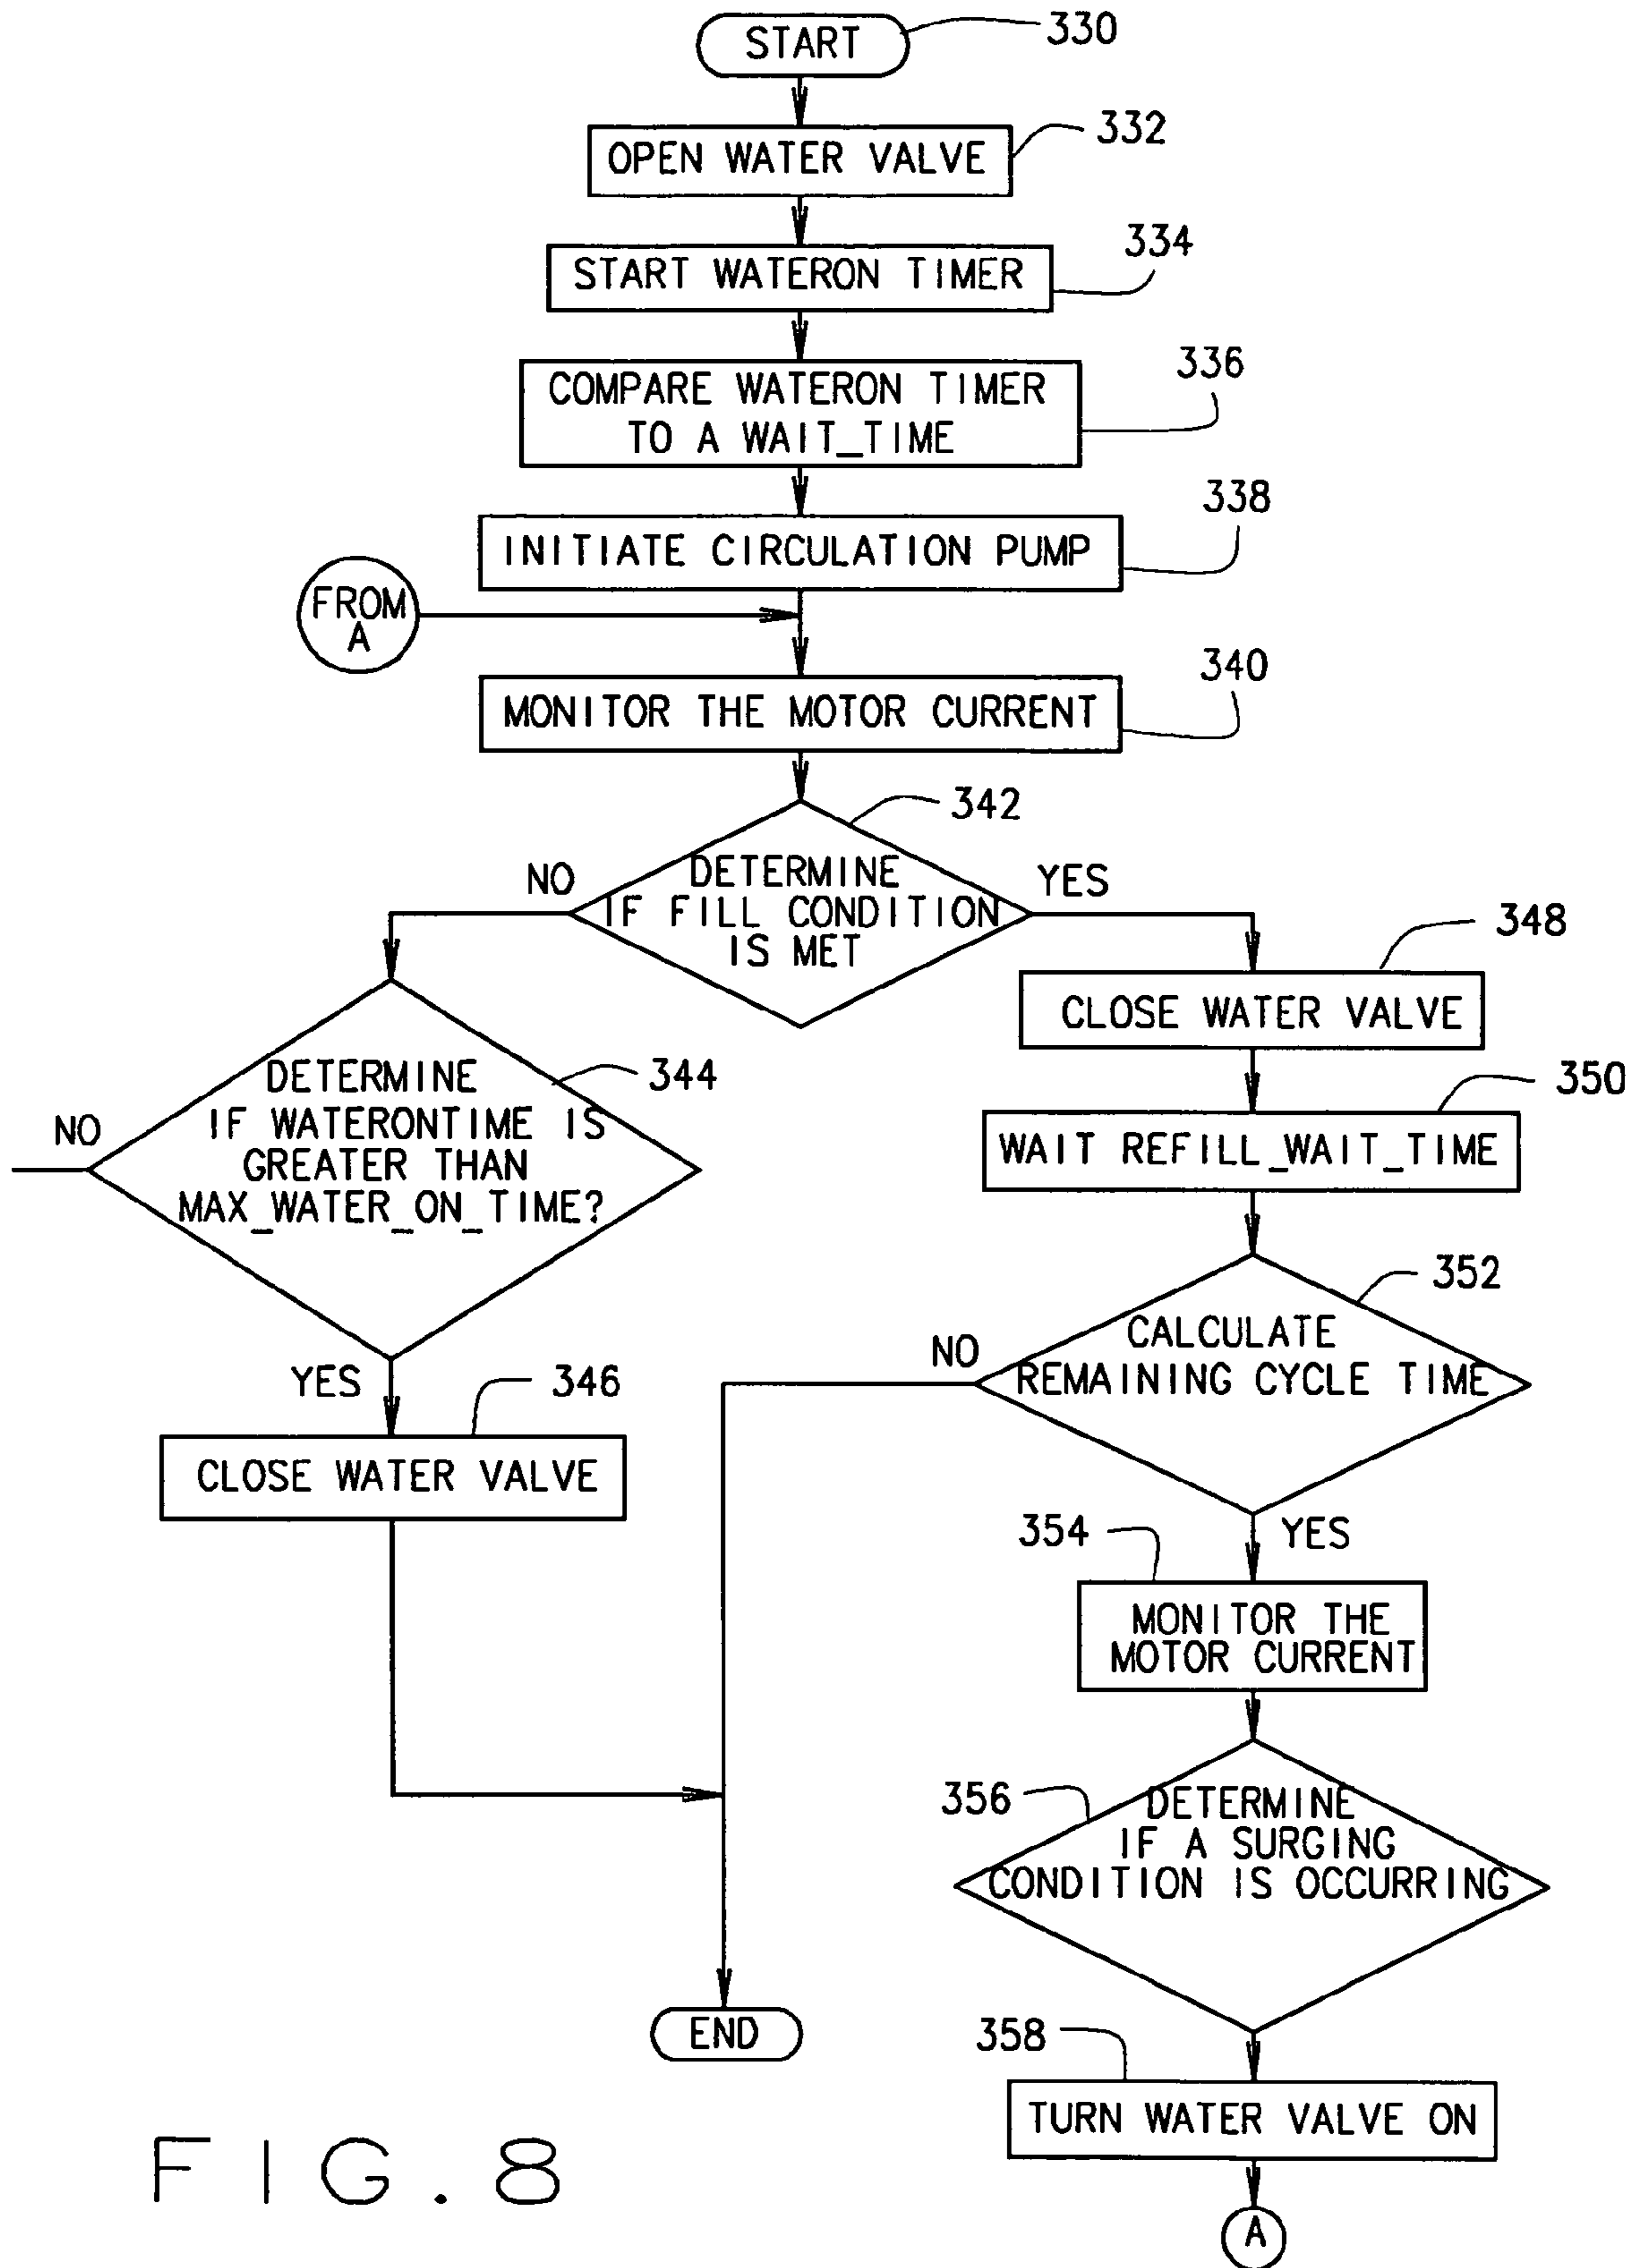 START
330
OPEN WATER VALVE
332
START WATERON TIMER
334
COMPARE WATERON TIMER
TO A WAIT_TIME
336
INITIATE CIRCULATION PUMP
338
FROM
A
MONITOR THE MOTOR CURRENT
340
342
NO
DETERMINE
IF FILL CONDITION
IS MET
YES
348
CLOSE WATER VALVE
344
DETERMINE
IF WATERONTIME IS
GREATER THAN
MAX_WATER_ON_TIME?
NO
350
WAIT REFILL_WAIT_TIME
352
CALCULATE
REMAINING CYCLE TIME
NO
YES
346
CLOSE WATER VALVE
354
YES
MONITOR THE
MOTOR CURRENT
356
DETERMINE
IF A SURGING
CONDITION IS OCCURRING
END
358
TURN WATER VALVE ON
A
FIG. 8